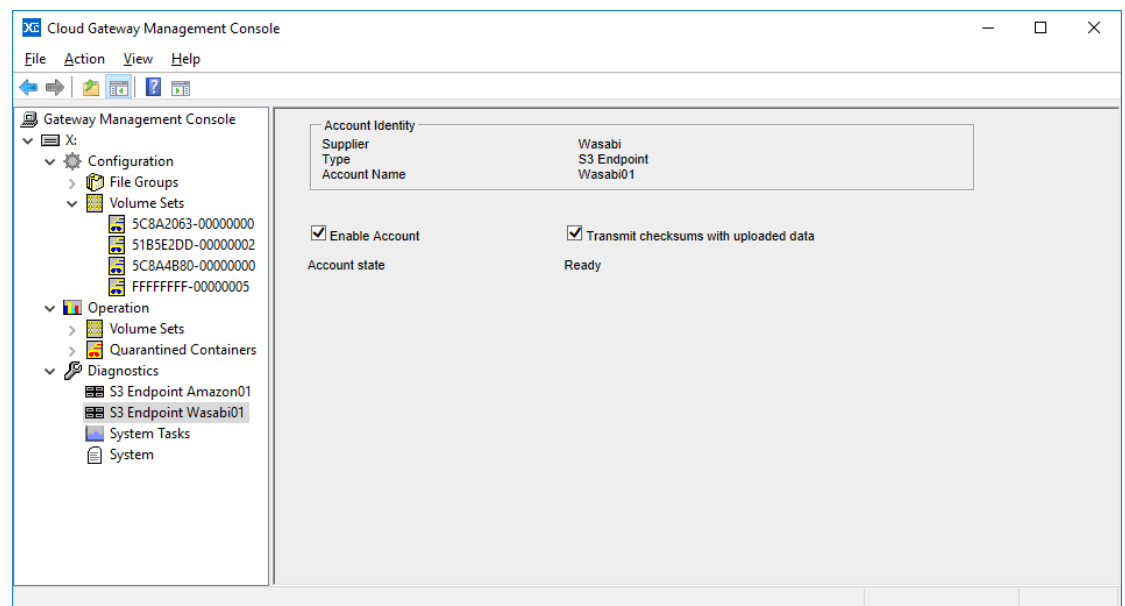 Cloud Gateway Management Console
File Action View Help
Gateway Management Console
X:
Configuration
File Groups
Volume Sets
5C8A2063-00000000
51B5E2DD-00000002
5C8A4B80-00000000
FFFFFFFF-00000005
Operation
Volume Sets
Quarantined Containers
Diagnostics
S3 Endpoint Amazon01
S3 Endpoint Wasabi01
System Tasks
System
Account Identity
Supplier Wasabi
Type S3 Endpoint
Account Name Wasabi01
Enable Account Transmit checksums with uploaded data
Account state Ready